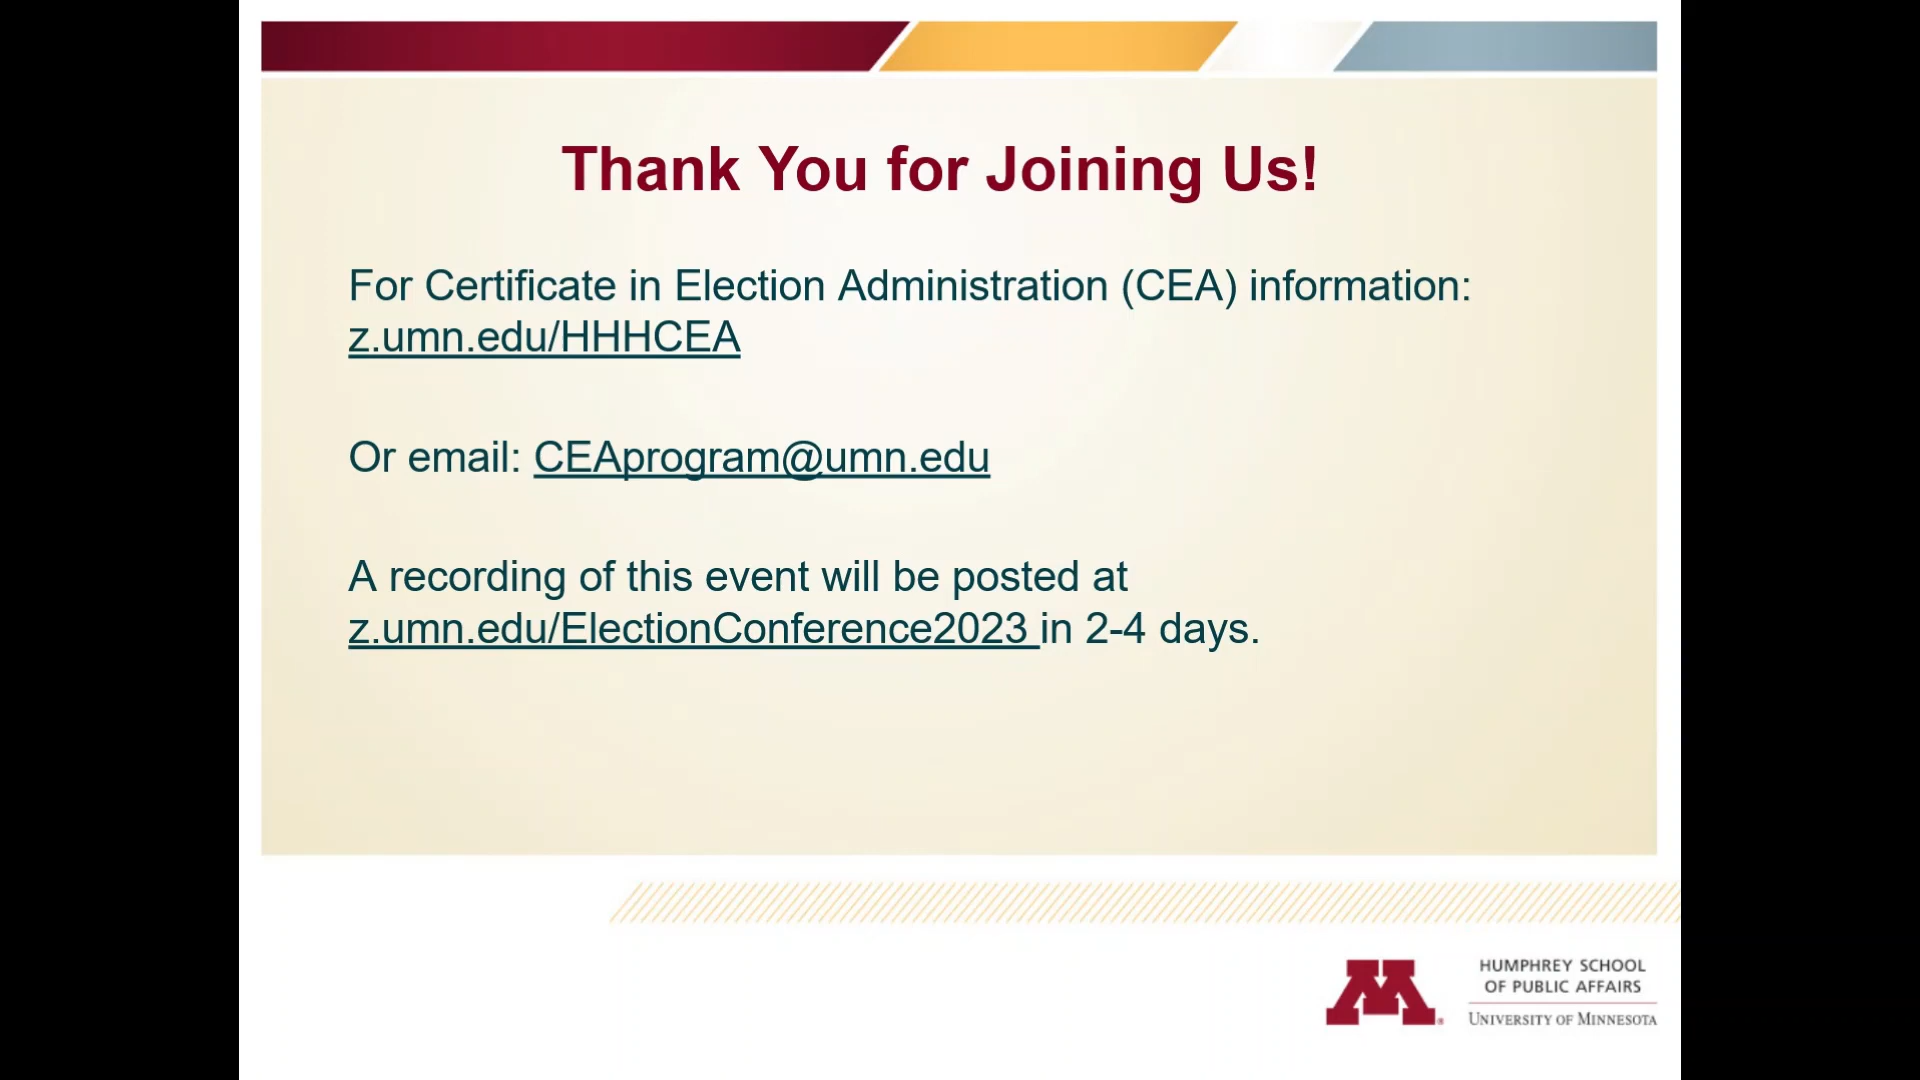 Thank You for Joining Us!
For Certificate in Election Administration (CEA) information:
z.umn.edu/HHHCEA
Or email: CEAprogram@umn.edu
A recording of this event will be posted at
z.umn.edu/ElectionConference2023 in 2-4 days.
M
HUMPHREY SCHOOL
OF PUBLIC AFFAIRS
UNIVERSITY OF MINNESOTA